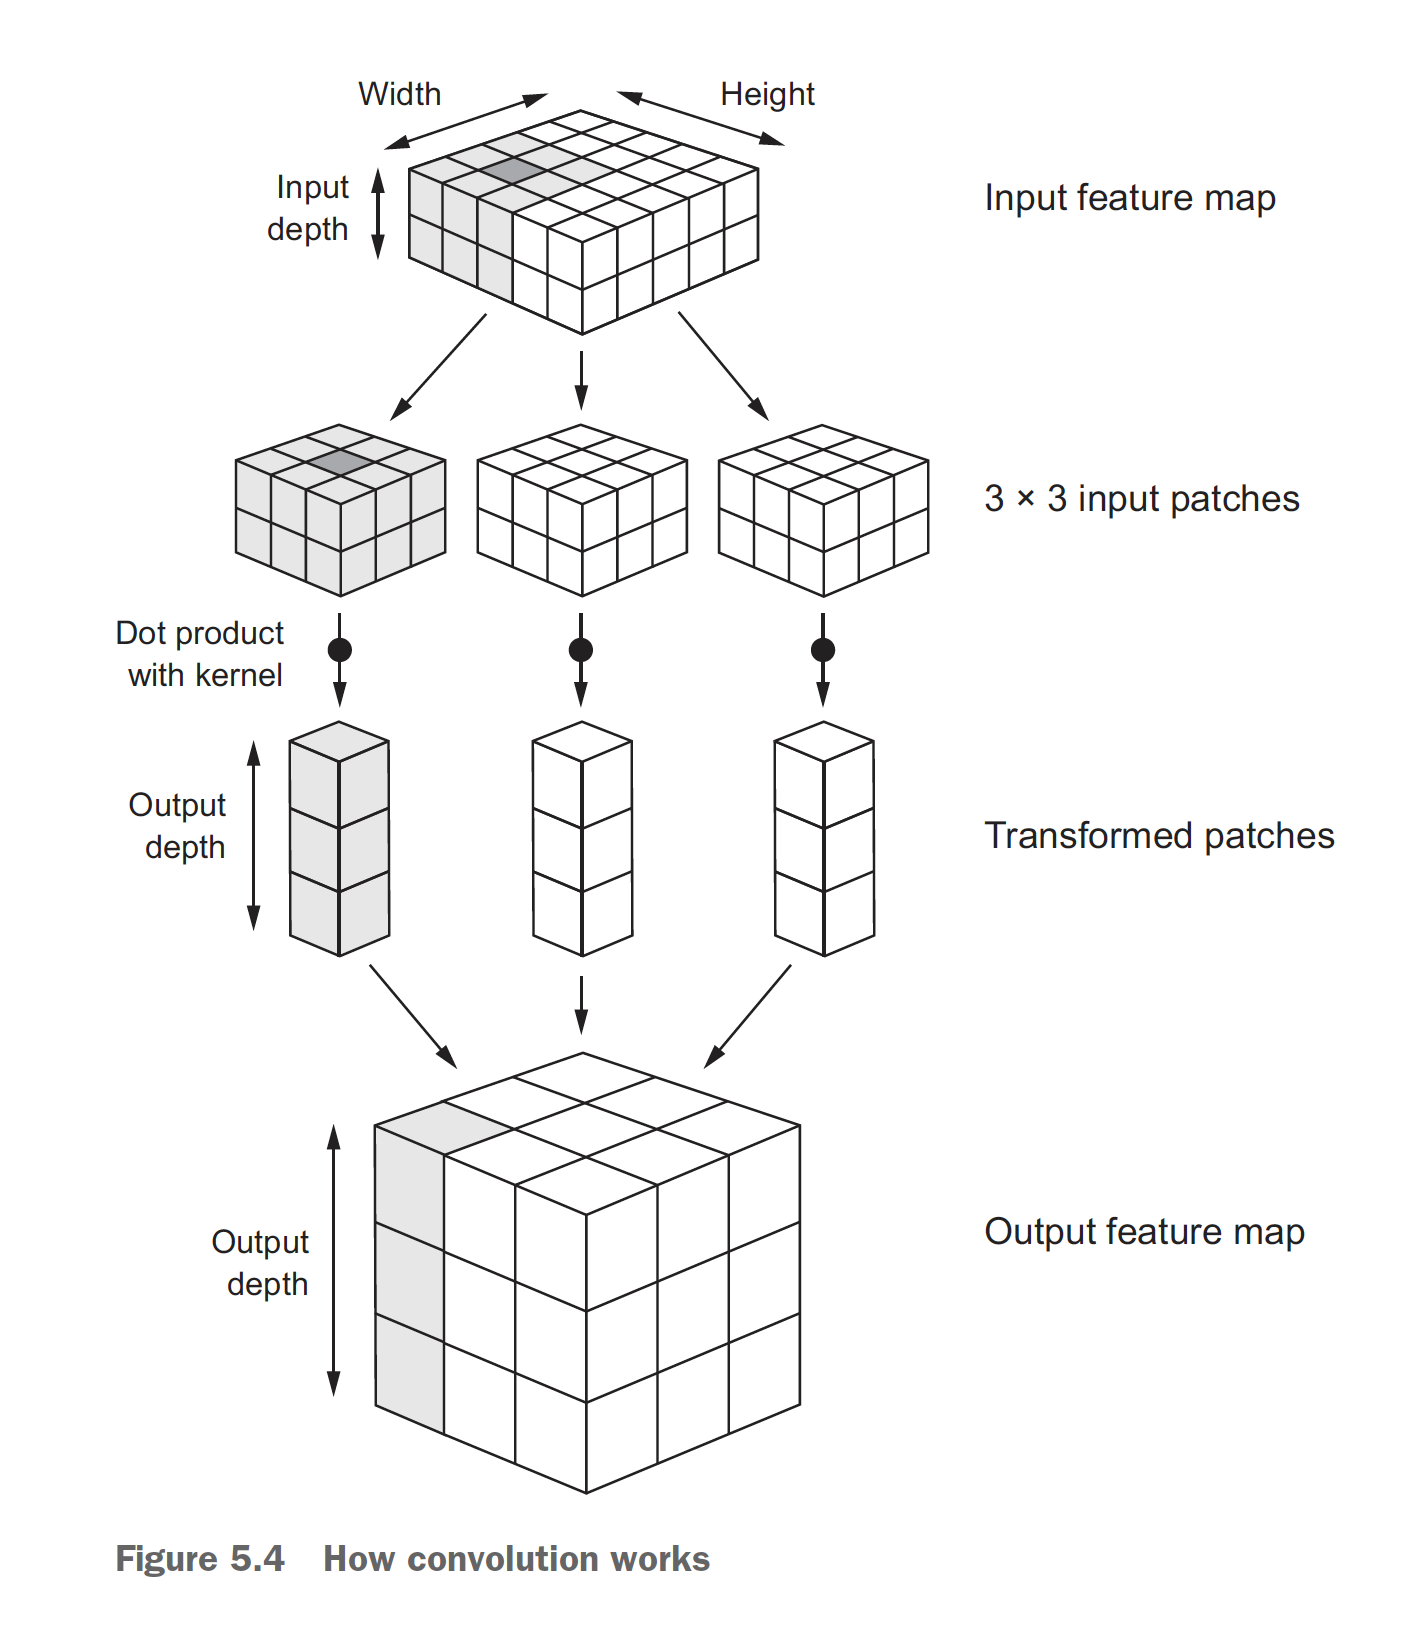 Width
Height
Input
depth
Input feature map
3 × 3 input patches
Dot product
with kernel
Output
depth
Transformed patches
Output
depth
Output feature map
Figure 5.4 How convolution works